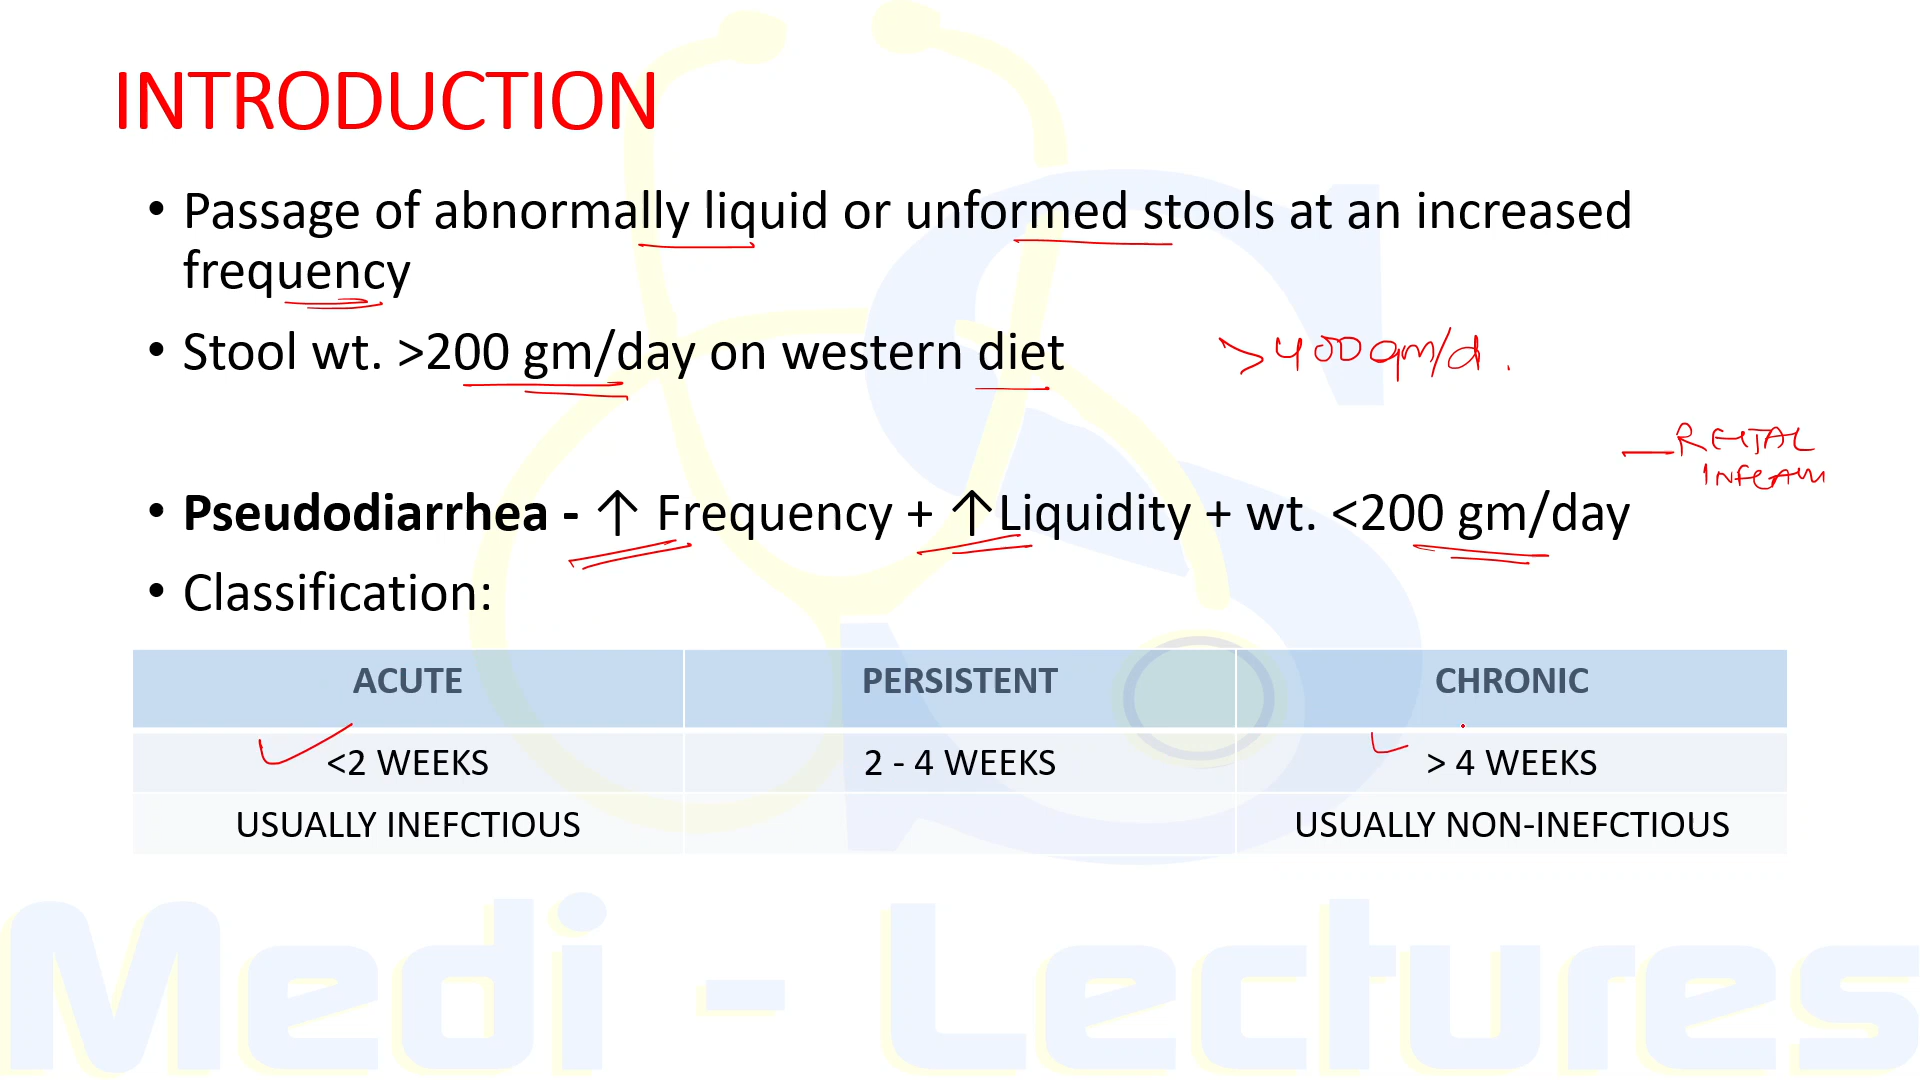 INTRODUCTION
• Passage of abnormally liquid or unformed stools at an increased
frequency
• Stool wt. >200 gm/day on western diet
>400gm/d.
RECTAL
INFLAM
• Pseudodiarrhea - ↑ Frequency + ↑Liquidity + wt. <200 gm/day
• Classification:
ACUTE PERSISTENT CHRONIC
<2 WEEKS 2 - 4 WEEKS > 4 WEEKS
USUALLY INEFCTIOUS USUALLY NON-INEFCTIOUS
Medi - Lectures